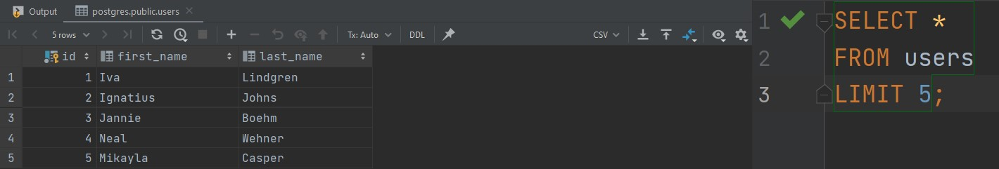 Output postgres.public.users
5 rows Tx: Auto DDL CSV
id first_name last_name
1 1 Iva Lindgren
2 2 Ignatius Johns
3 3 Jannie Boehm
4 4 Neal Wehner
5 5 Mikayla Casper
1 SELECT *
2 FROM users
3 LIMIT 5;